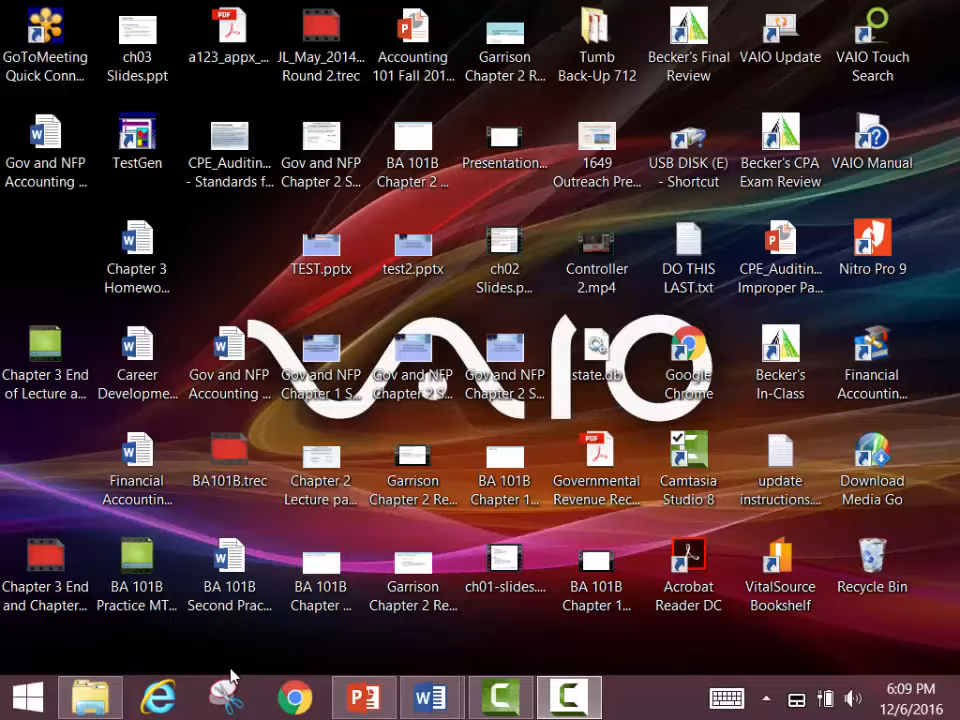 GoToMeeting
Quick Conn...
ch03
Slides.ppt
a123_appx_...
JL_May_2014...
Round 2.trec
Accounting
101 Fall 201...
Garrison
Chapter 2 R...
Tumb
Back-Up 712
Becker's Final
Review
VAIO Update
VAIO Touch
Search
Gov and NFP
Accounting ...
TestGen
CPE_Auditin...
- Standards f...
Gov and NFP
Chapter 2 S...
BA 101B
Chapter 2 ...
Presentation...
1649
Outreach Pre...
USB DISK (E)
- Shortcut
Becker's CPA
Exam Review
VAIO Manual
Chapter 3
Homewo...
TEST.pptx
test2.pptx
ch02
Slides.p...
Controller
2.mp4
DO THIS
LAST.txt
CPE_Auditin...
Improper Pa...
Nitro Pro 9
VAIO
Chapter 3 End
of Lecture a...
Career
Developme...
Gov and NFP
Accounting ...
Gov and NFP
Chapter 1 S...
Gov and NFP
Chapter 2 S...
Gov and NFP
Chapter 2 S...
state.db
Google
Chrome
Becker's
In-Class
Financial
Accountin...
Financial
Accountin...
BA101B.trec
Chapter 2
Lecture pa...
Garrison
Chapter 2 Re...
BA 101B
Chapter 1...
Governmental
Revenue Rec...
Camtasia
Studio 8
update
instructions....
Download
Media Go
Chapter 3 End
and Chapter...
BA 101B
Practice MT...
BA 101B
Second Prac...
BA 101B
Chapter ...
Garrison
Chapter 2 Re...
ch01-slides....
BA 101B
Chapter 1...
Acrobat
Reader DC
VitalSource
Bookshelf
Recycle Bin
6:09 PM
12/6/2016